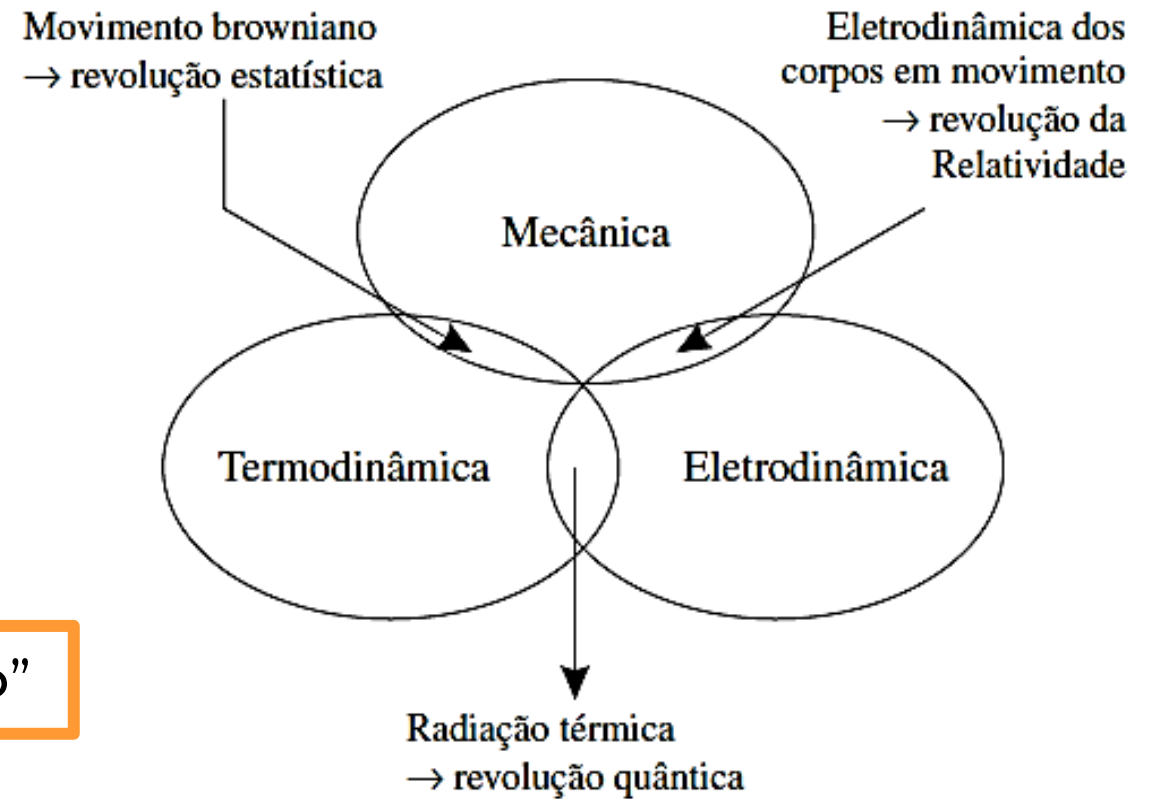 Movimento browniano
→ revolução estatística
Eletrodinâmica dos
corpos em movimento
→ revolução da
Relatividade
Mecânica
Termodinâmica
Eletrodinâmica
o”
Radiação térmica
→ revolução quântica